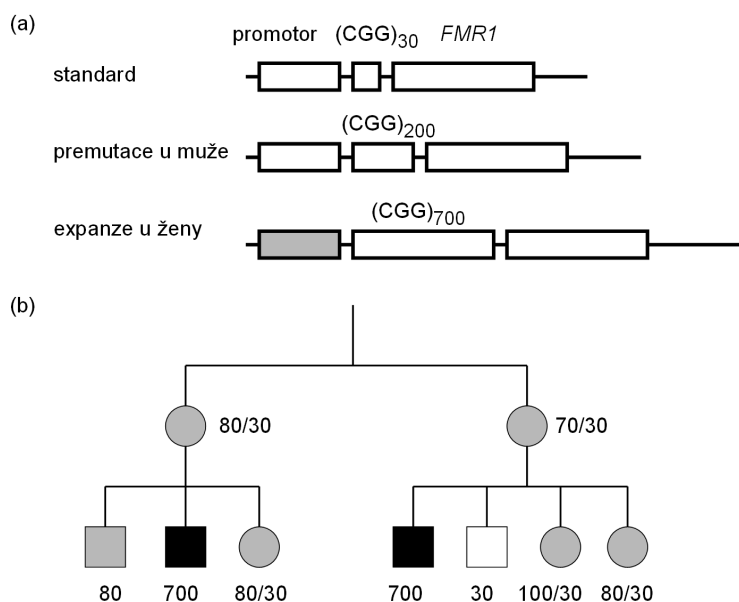 (a)
promotor (CGG)30 FMR1
standard
(CGG)200
premutace u muže
(CGG)700
expanze u ženy
(b)
80/30 70/30
80 700 80/30 700 30 100/30 80/30